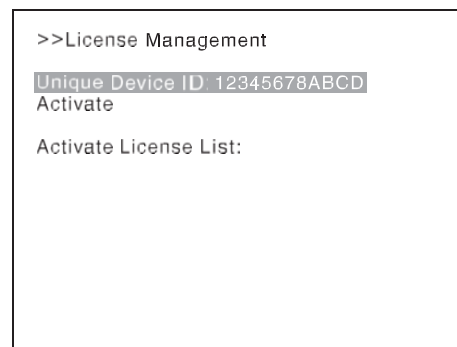 >>License Management
Unique Device ID: 12345678ABCD
Activate
Activate License List: